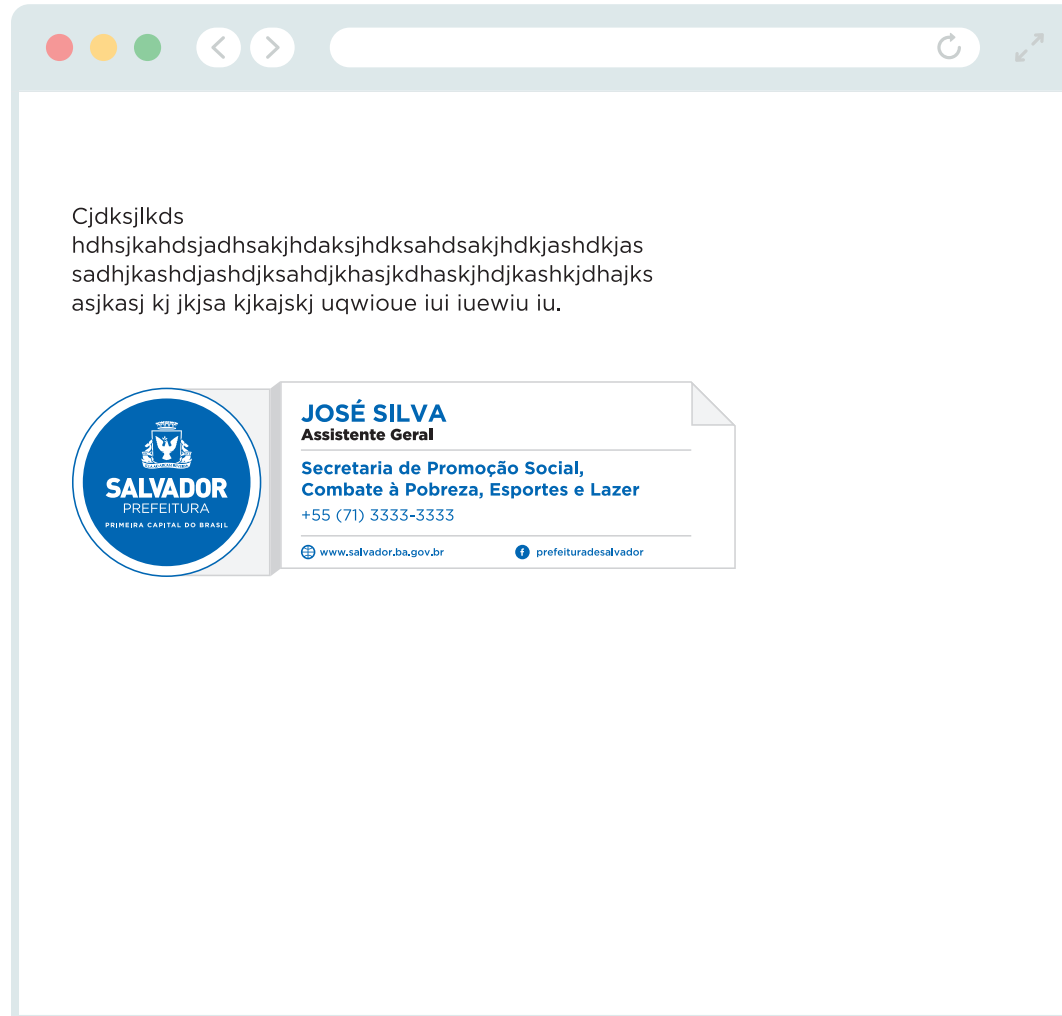 Cjdksjlkds
hdhsjkahdsjadhsakjhdaksjhdksahdsakjhdkjashdkjas
sadhjkashdjashdjksahdjkhasjkdhaskjhdjkashkjdhajks
asjkasj kj jkjsa kjkajskj uqwioue iui iuewiu iu.
SALVADOR
PREFEITURA
PRIMEIRA CAPITAL DO BRASIL
JOSÉ SILVA
Assistente Geral
Secretaria de Promoção Social,
Combate à Pobreza, Esportes e Lazer
+55 (71) 3333-3333
www.salvador.ba.gov.br
prefeituradesalvador